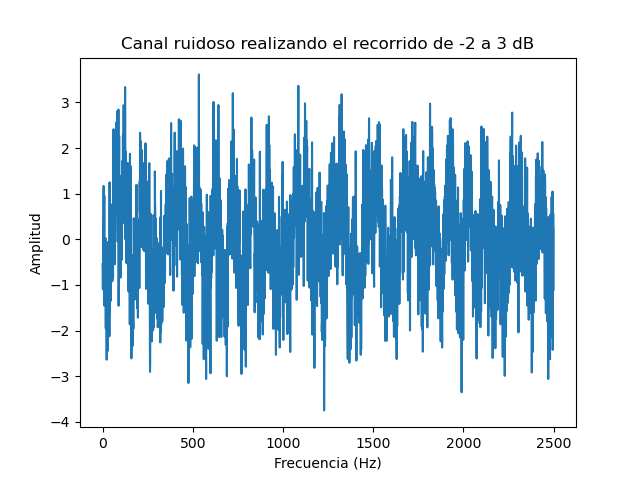 Canal ruidoso realizando el recorrido de -2 a 3 dB
3
2
1
0
−1
−2
−3
−4
Amplitud
0 500 1000 1500 2000 2500
Frecuencia (Hz)